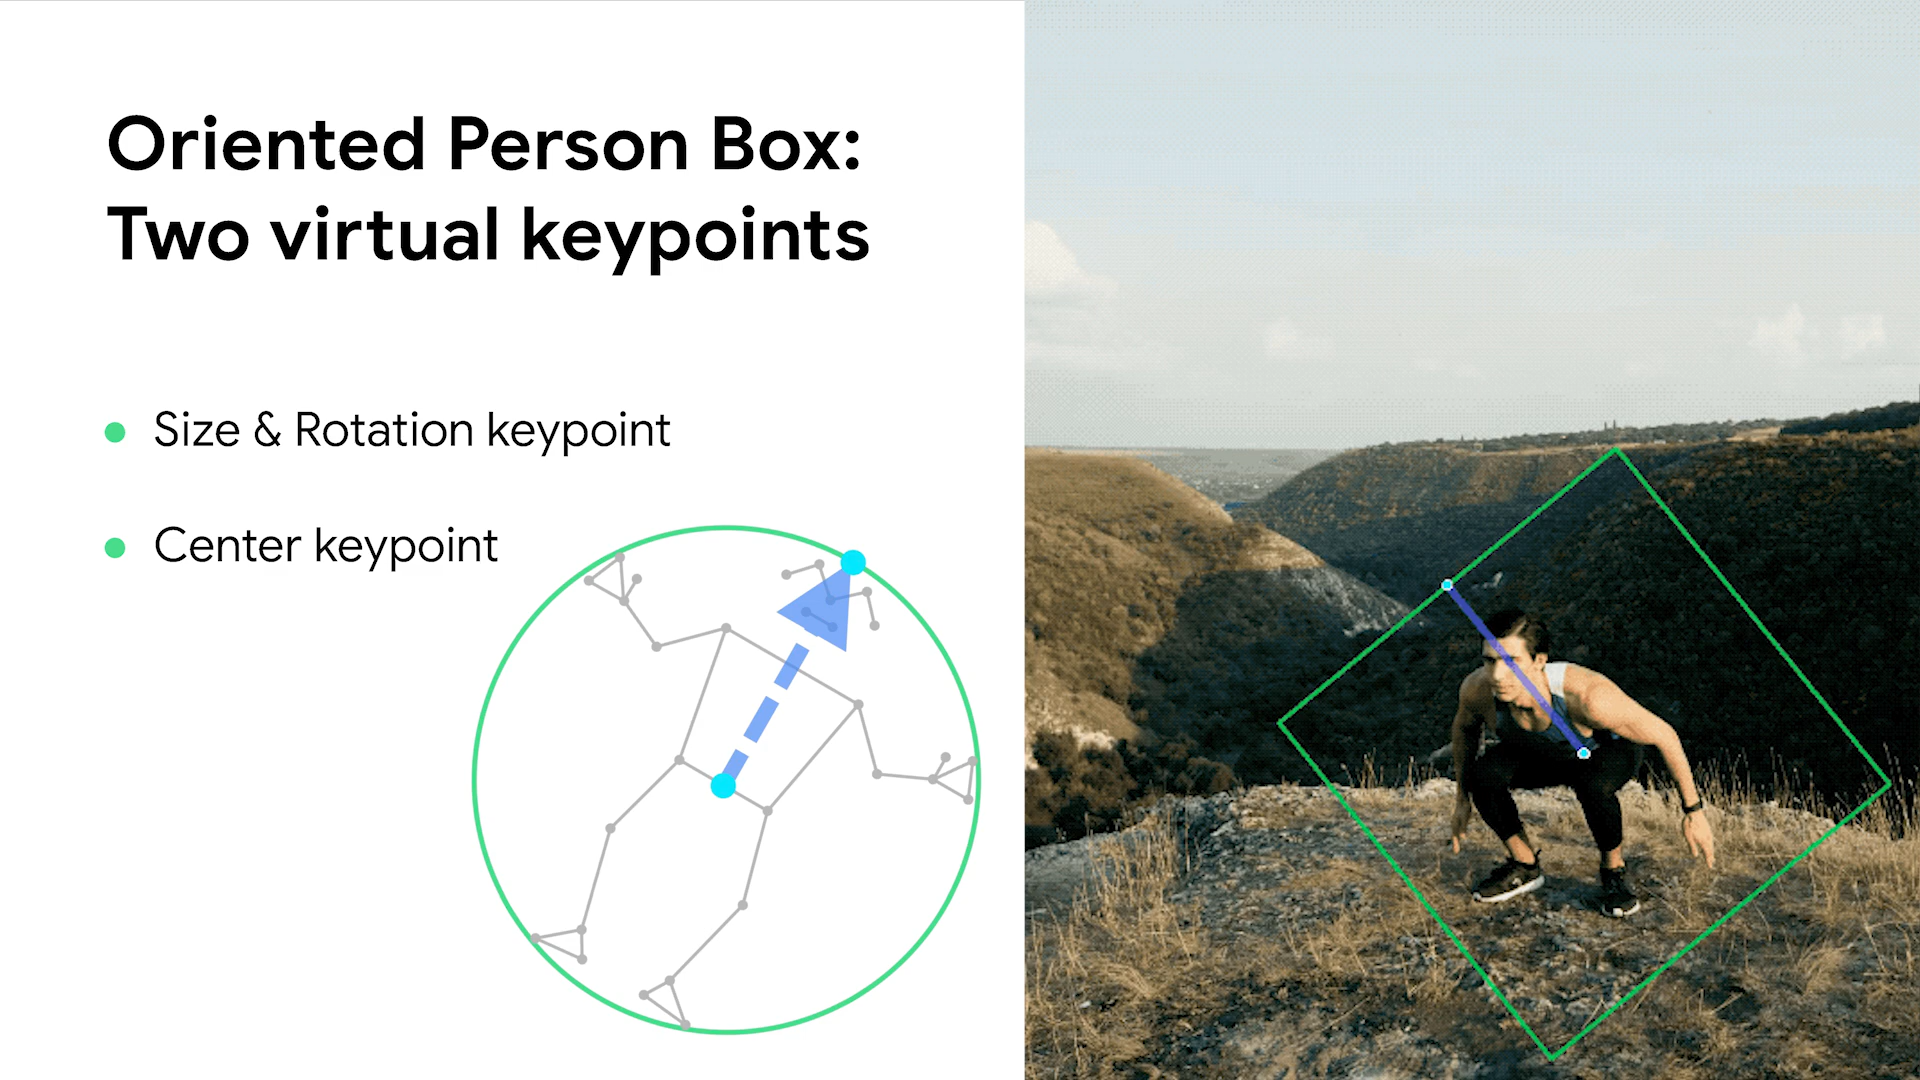 Oriented Person Box:
Two virtual keypoints
Size & Rotation keypoint
Center keypoint